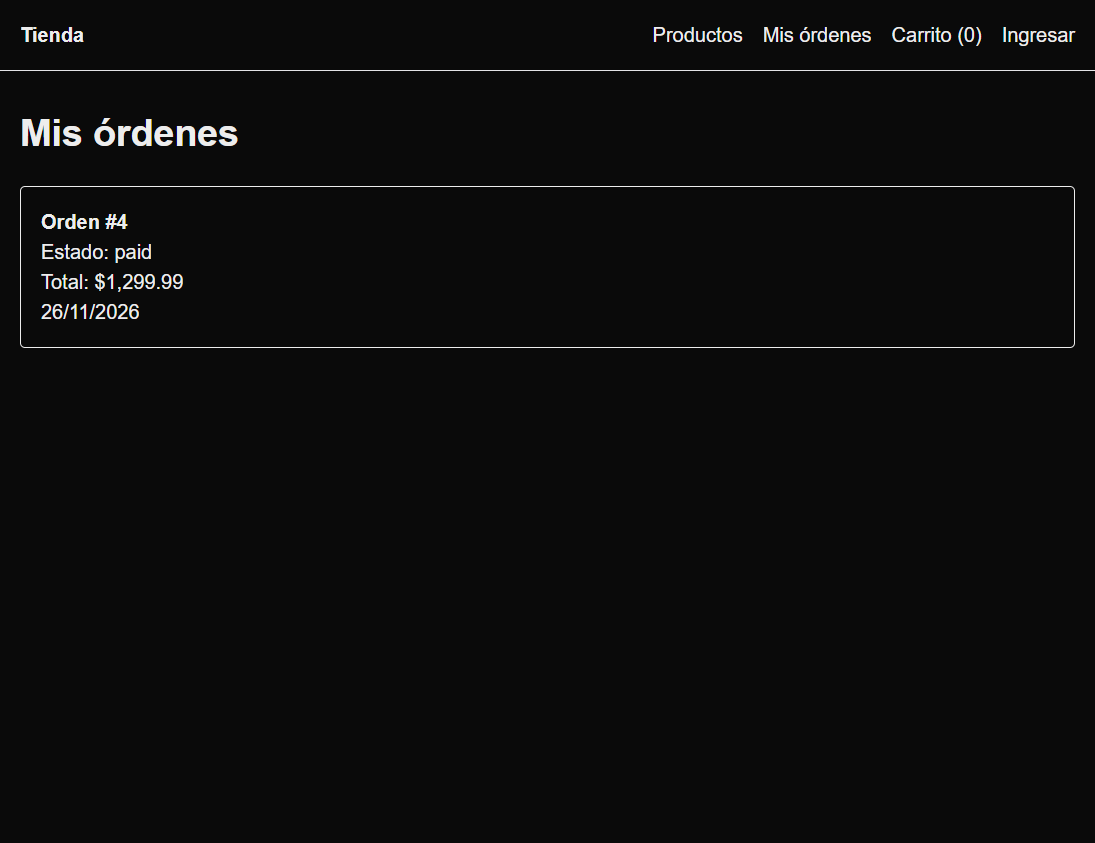 Tienda
Productos Mis órdenes Carrito (0) Ingresar
Mis órdenes
Orden #4
Estado: paid
Total: $1,299.99
26/11/2026